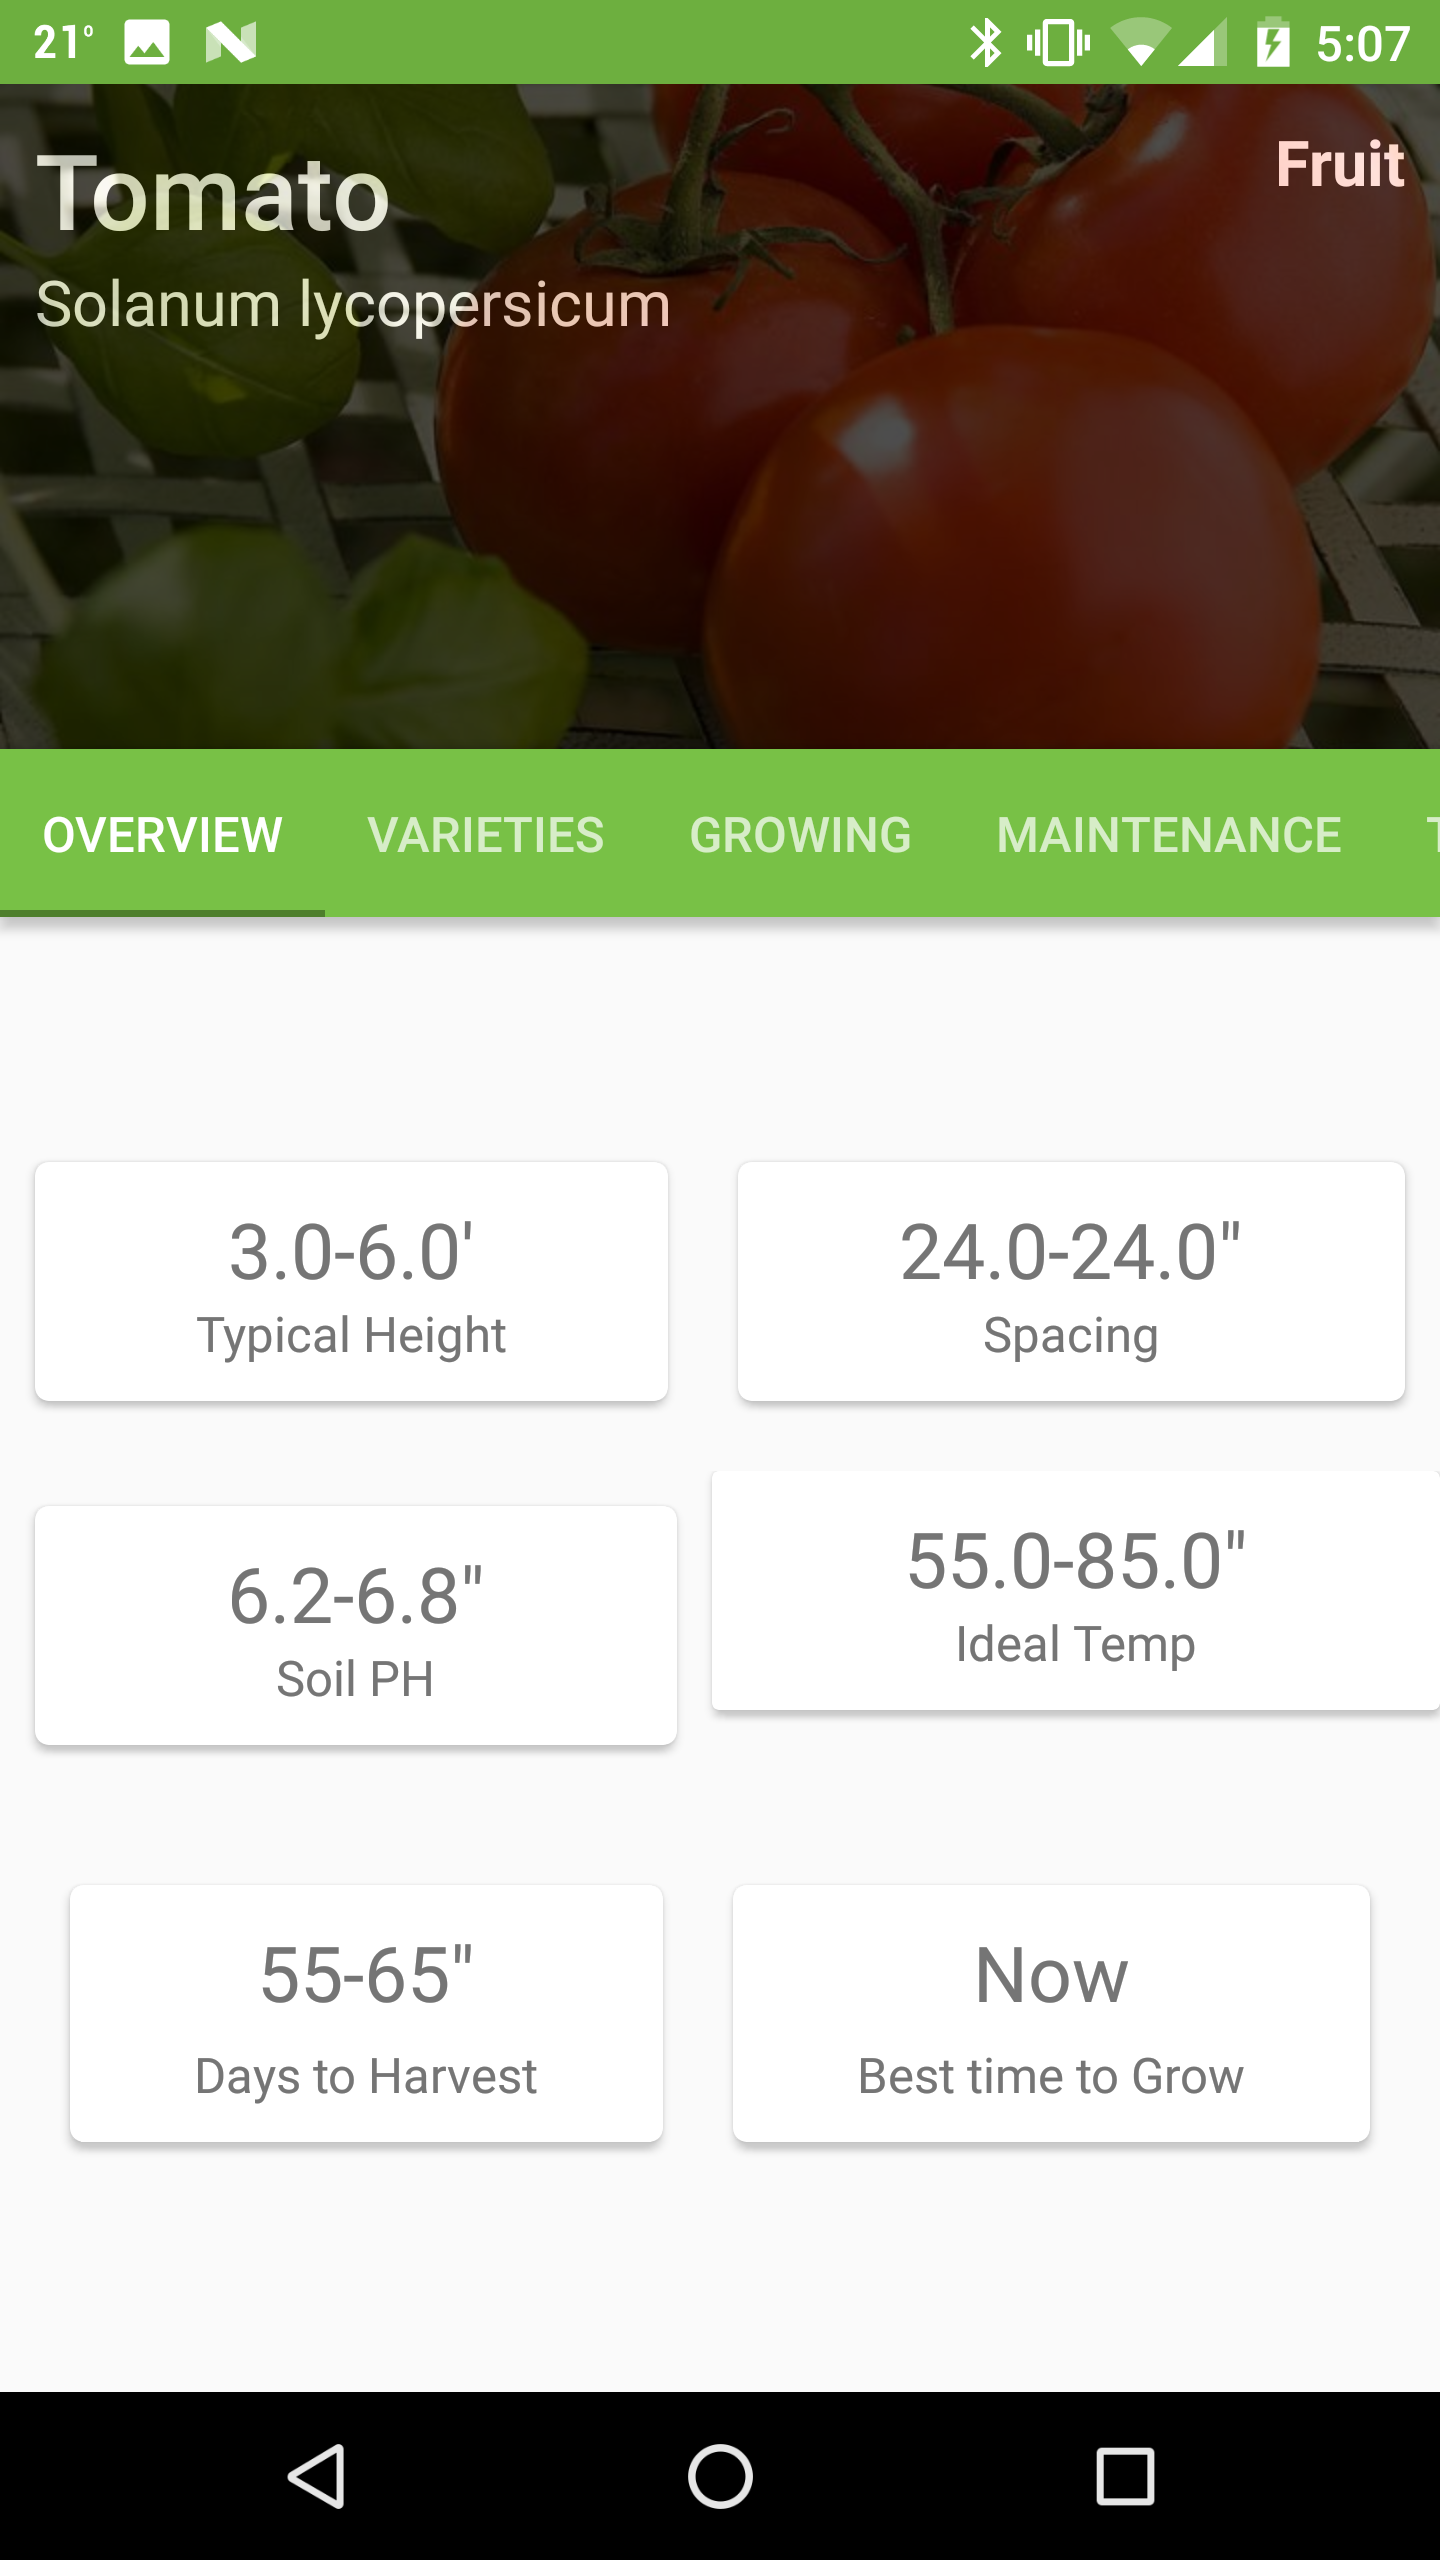 21° 5:07
Tomato
Fruit
Solanum lycopersicum
OVERVIEW VARIETIES GROWING MAINTENANCE T
3.0-6.0'
Typical Height
24.0-24.0"
Spacing
6.2-6.8"
Soil PH
55.0-85.0"
Ideal Temp
55-65"
Days to Harvest
Now
Best time to Grow